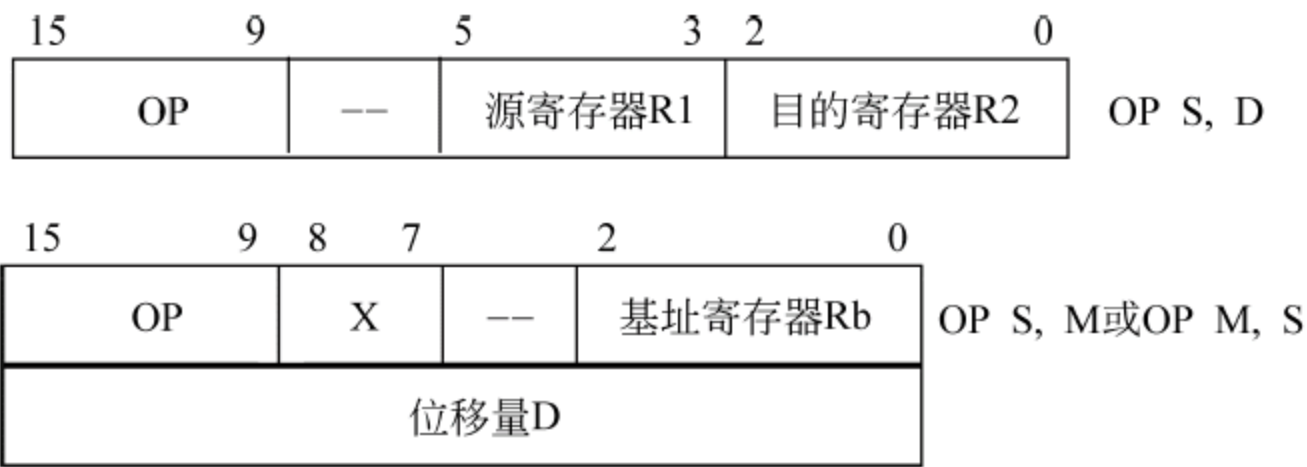 15 9 5 3 2 0
OP -- 源寄存器R1 目的寄存器R2 OP S, D
15 9 8 7 2 0
OP X -- 基址寄存器Rb OP S, M或OP M, S
位移量D